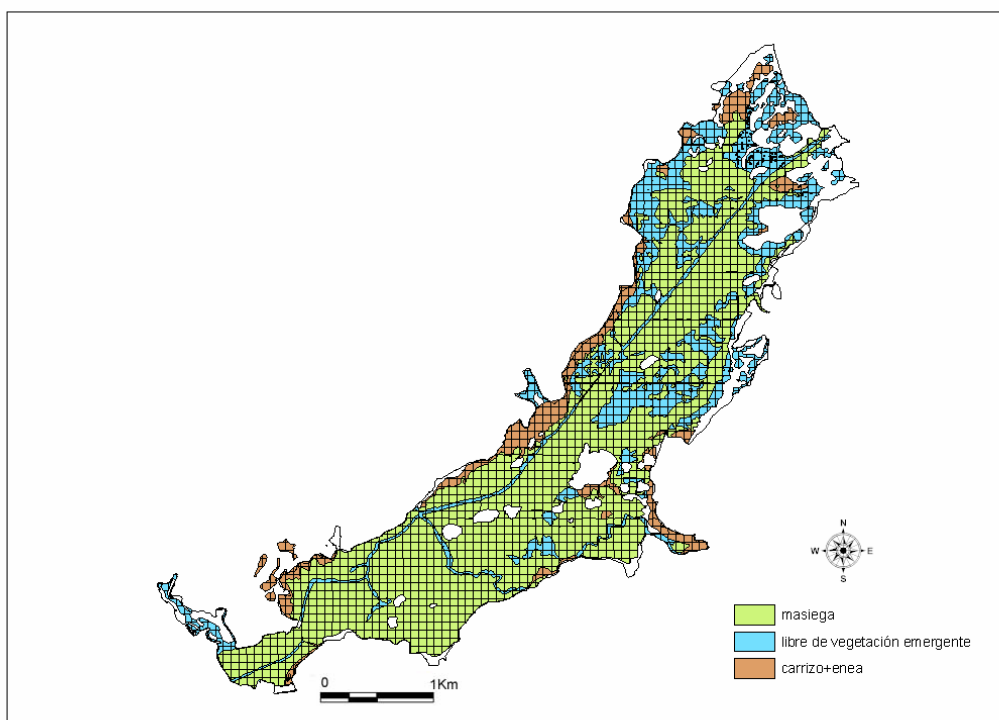 N
W E
S
masiega
libre de vegetación emergente
carrizo+enea
0 1Km